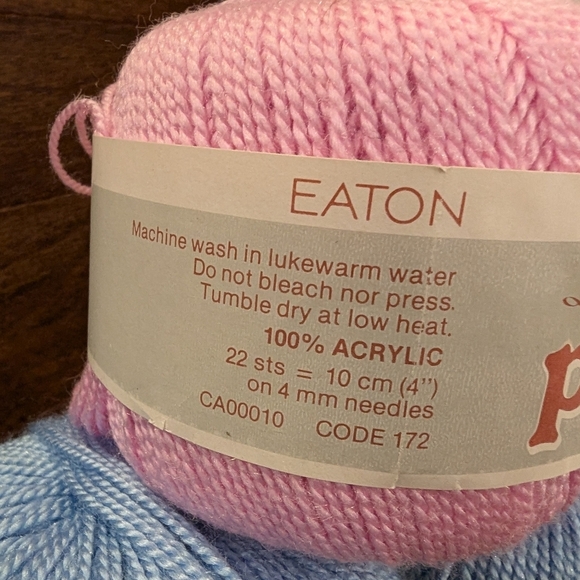 EATON
Machine wash in lukewarm water
Do not bleach nor press.
Tumble dry at low heat.
100% ACRYLIC
22 sts = 10 cm (4")
on 4 mm needles
CA00010 CODE 172
p